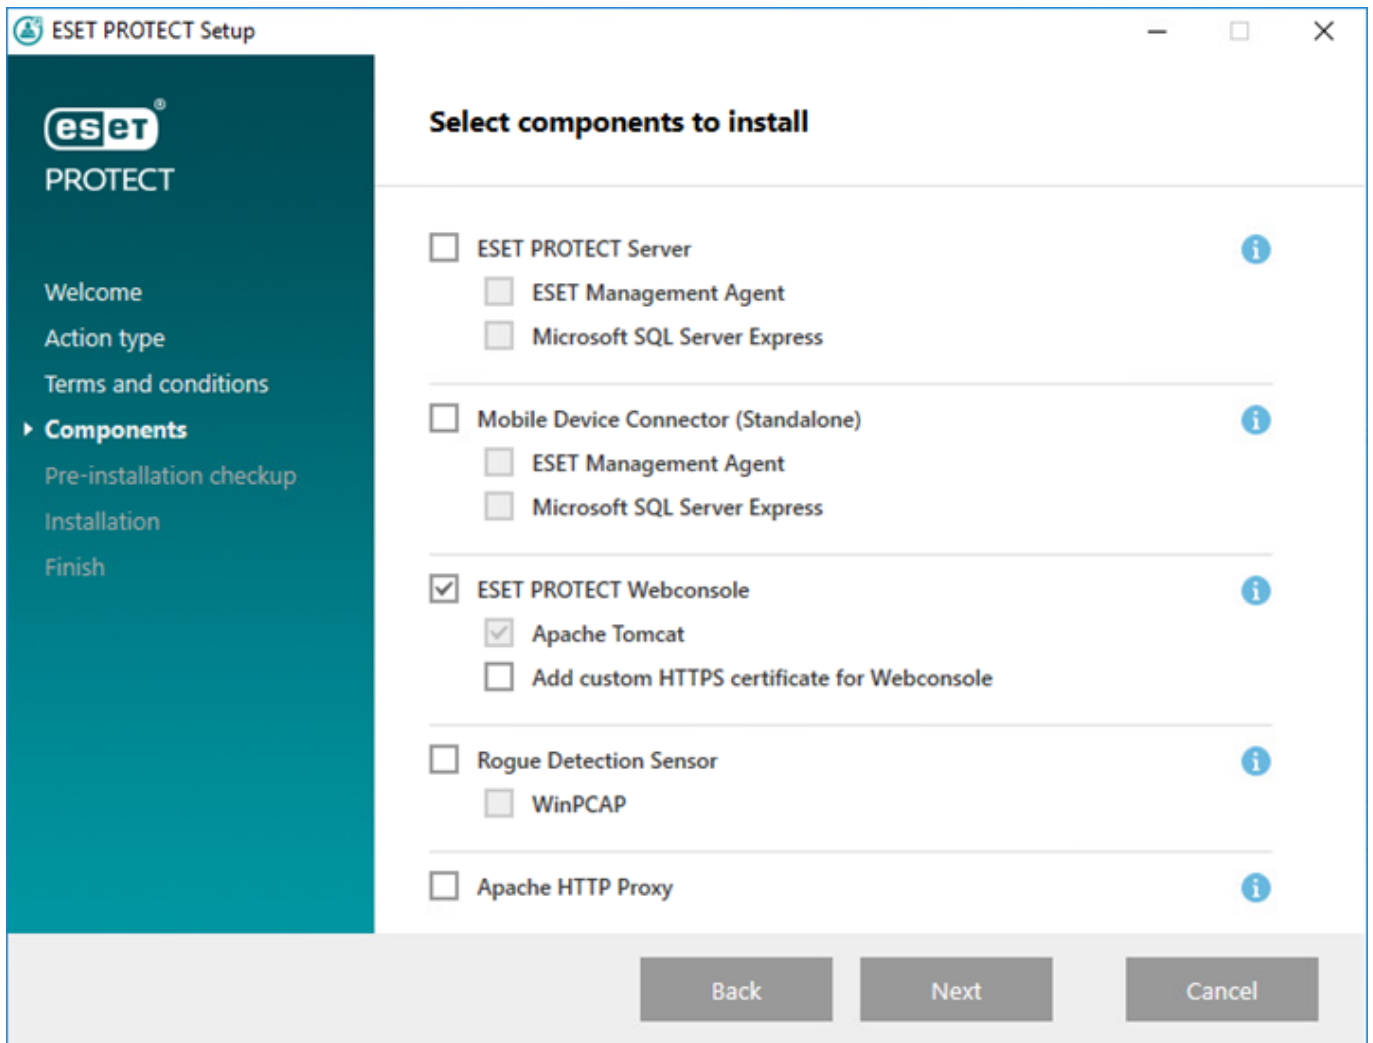 ESET PROTECT Setup
eset®
PROTECT
Welcome
Action type
Terms and conditions
Components
Pre-installation checkup
Installation
Finish
Select components to install
ESET PROTECT Server
ESET Management Agent
Microsoft SQL Server Express
Mobile Device Connector (Standalone)
ESET Management Agent
Microsoft SQL Server Express
ESET PROTECT Webconsole
Apache Tomcat
Add custom HTTPS certificate for Webconsole
Rogue Detection Sensor
WinPCAP
Apache HTTP Proxy
Back
Next
Cancel